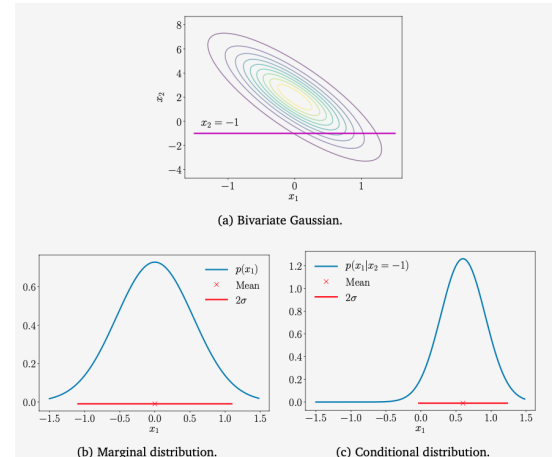 8
6
4
2
0
−2
−4
x₂
x₂ = −1
−1 0 1
x₁
(a) Bivariate Gaussian.
p(x₁)
Mean
2σ
0.6
0.4
0.2
0.0
−1.5 −1.0 −0.5 0.0 0.5 1.0 1.5
x₁
(b) Marginal distribution.
p(x₁|x₂ = −1)
Mean
2σ
1.2
1.0
0.8
0.6
0.4
0.2
0.0
−1.5 −1.0 −0.5 0.0 0.5 1.0 1.5
x₁
(c) Conditional distribution.